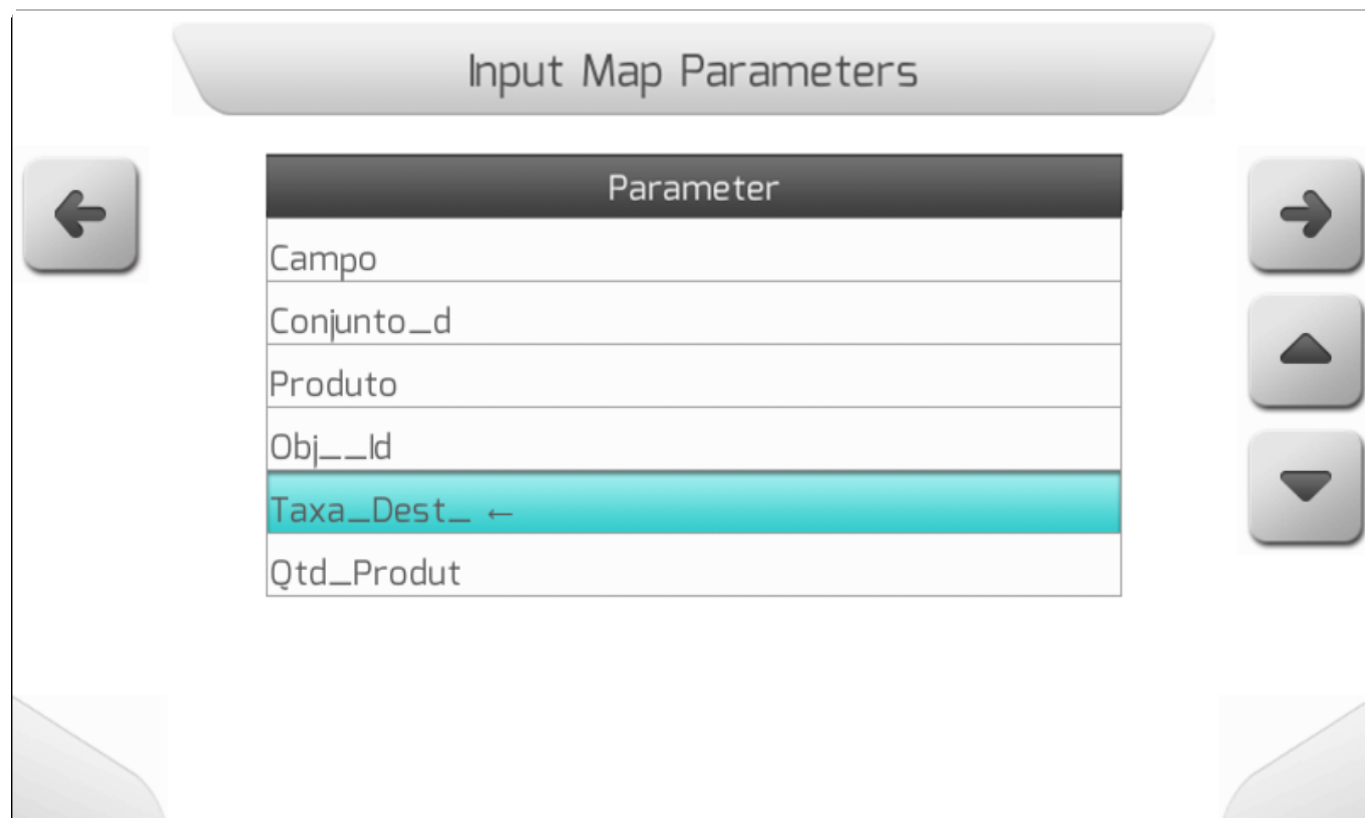 Input Map Parameters
Parameter
Campo
Conjunto_d
Produto
Obj__Id
Taxa_Dest_ ←
Qtd_Produt